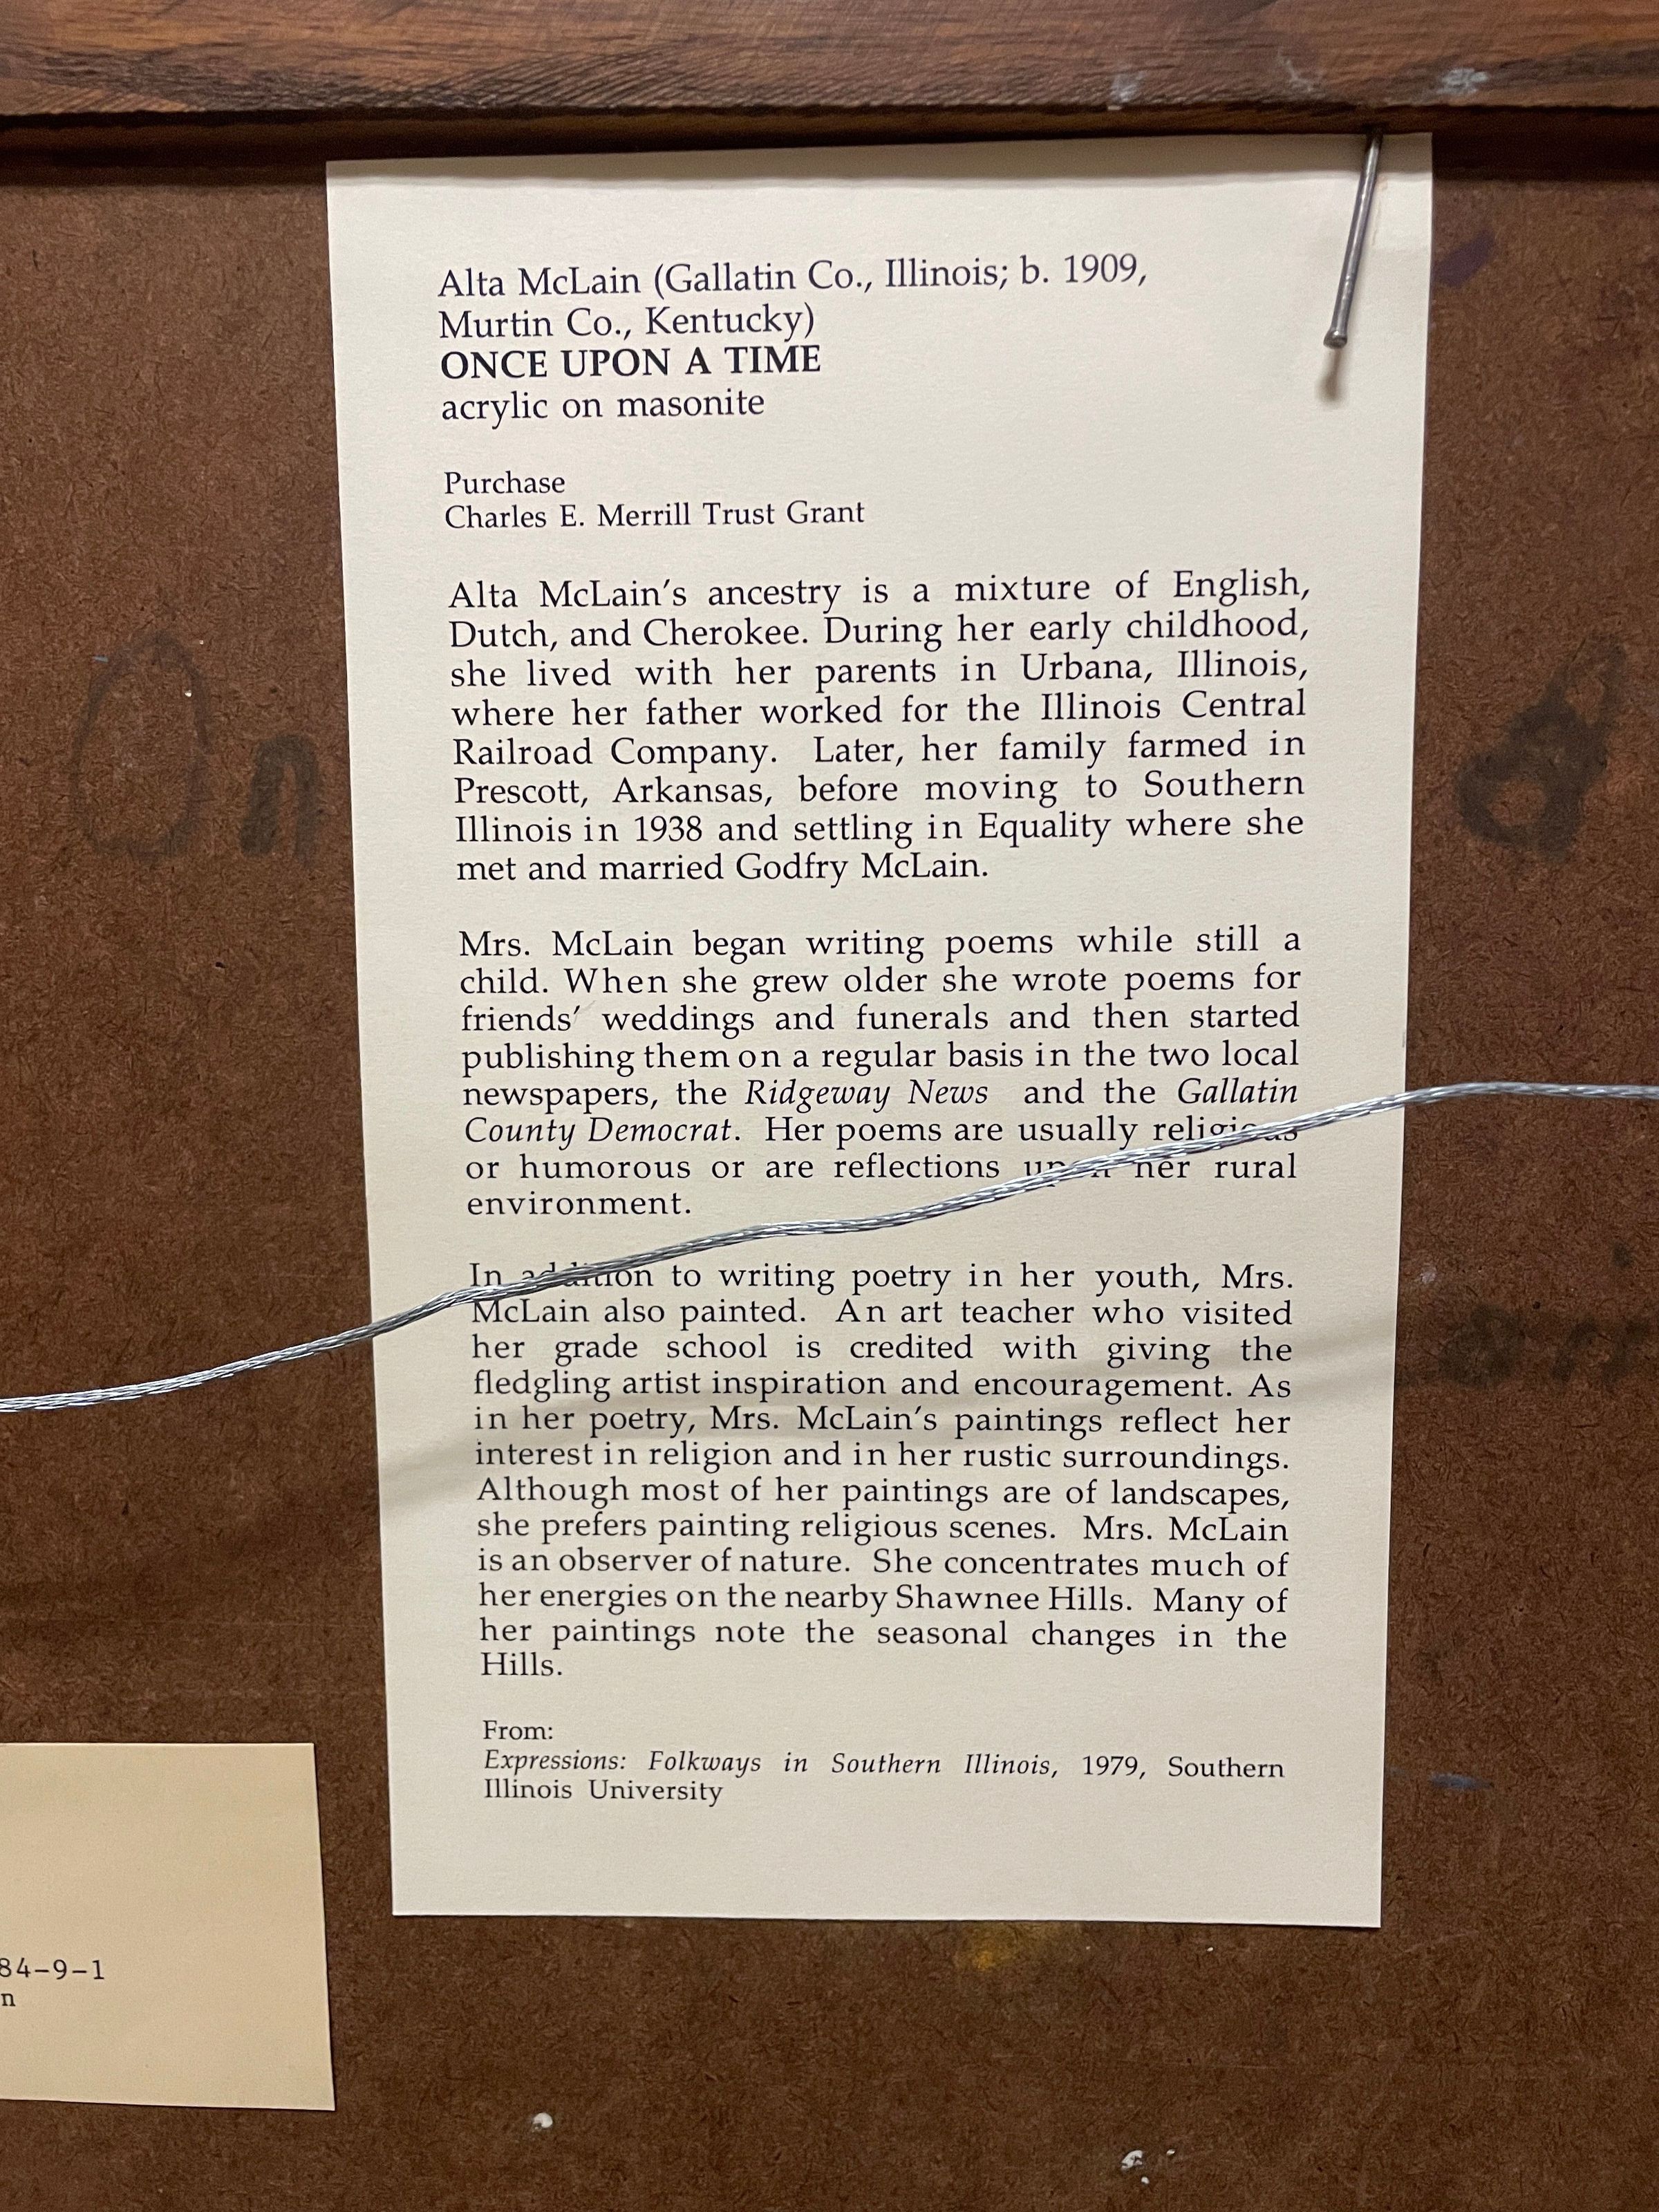 Alta McLain (Gallatin Co., Illinois; b. 1909,
Murtin Co., Kentucky)
ONCE UPON A TIME
acrylic on masonite
Purchase
Charles E. Merrill Trust Grant
Alta McLain's ancestry is a mixture of English,
Dutch, and Cherokee. During her early childhood,
she lived with her parents in Urbana, Illinois,
where her father worked for the Illinois Central
Railroad Company. Later, her family farmed in
Prescott, Arkansas, before moving to Southern
Illinois in 1938 and settling in Equality where she
met and married Godfry McLain.
Mrs. McLain began writing poems while still a
child. When she grew older she wrote poems for
friends' weddings and funerals and then started
publishing them on a regular basis in the two local
newspapers, the Ridgeway News and the Gallatin
County Democrat. Her poems are usually religious
or humorous or are reflections upon her rural
environment.
In addition to writing poetry in her youth, Mrs.
McLain also painted. An art teacher who visited
her grade school is credited with giving the
fledgling artist inspiration and encouragement. As
in her poetry, Mrs. McLain's paintings reflect her
interest in religion and in her rustic surroundings.
Although most of her paintings are of landscapes,
she prefers painting religious scenes. Mrs. McLain
is an observer of nature. She concentrates much of
her energies on the nearby Shawnee Hills. Many of
her paintings note the seasonal changes in the
Hills.
From:
Expressions: Folkways in Southern Illinois, 1979, Southern
Illinois University
On
84-9-1
n